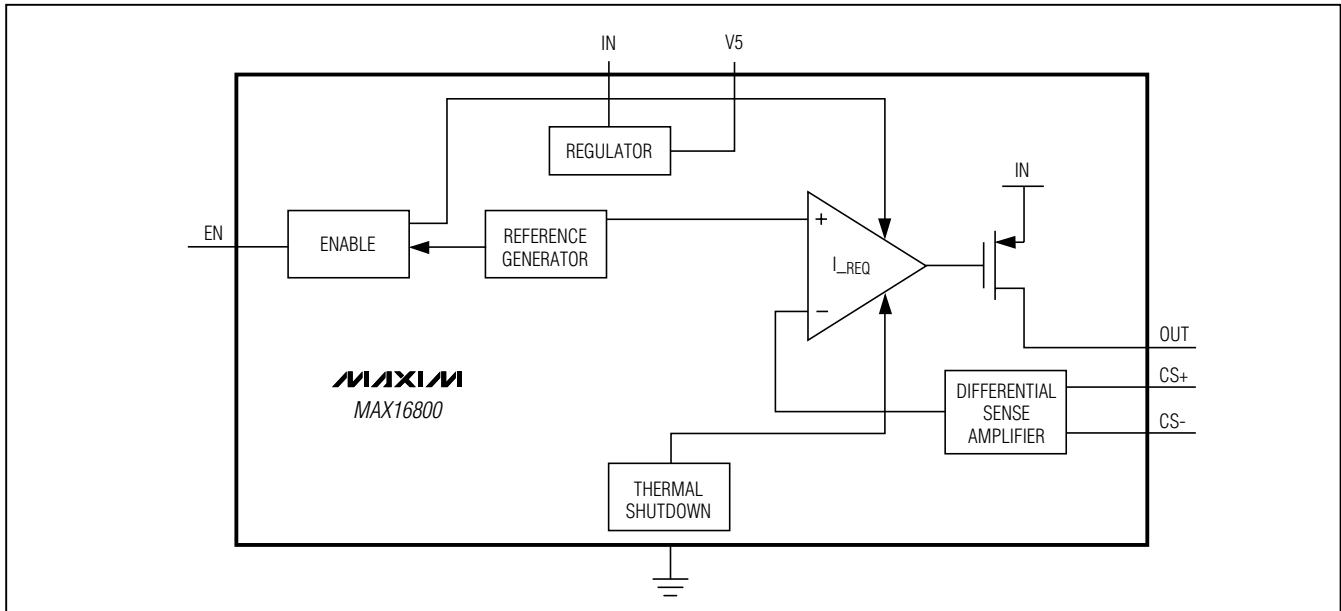 IN
V5
REGULATOR
IN
EN
ENABLE
REFERENCE
GENERATOR
+
I_REQ
−
OUT
CS+
CS-
DIFFERENTIAL
SENSE
AMPLIFIER
MAXIM
MAX16800
THERMAL
SHUTDOWN